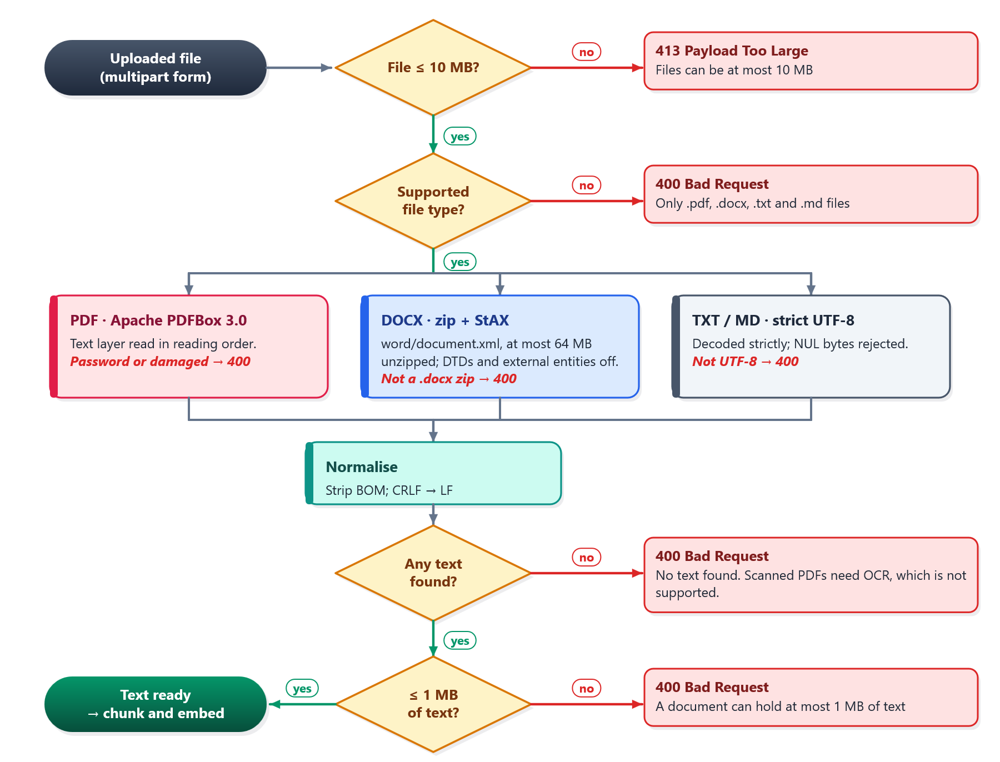 Uploaded file
(multipart form)
File ≤ 10 MB?
no
413 Payload Too Large
Files can be at most 10 MB
yes
Supported
file type?
no
400 Bad Request
Only .pdf, .docx, .txt and .md files
yes
PDF · Apache PDFBox 3.0
Text layer read in reading order.
Password or damaged → 400
DOCX · zip + StAX
word/document.xml, at most 64 MB
unzipped; DTDs and external entities off.
Not a .docx zip → 400
TXT / MD · strict UTF-8
Decoded strictly; NUL bytes rejected.
Not UTF-8 → 400
Normalise
Strip BOM; CRLF → LF
Any text
found?
no
400 Bad Request
No text found. Scanned PDFs need OCR, which is not
supported.
yes
≤ 1 MB
of text?
yes
Text ready
→ chunk and embed
no
400 Bad Request
A document can hold at most 1 MB of text